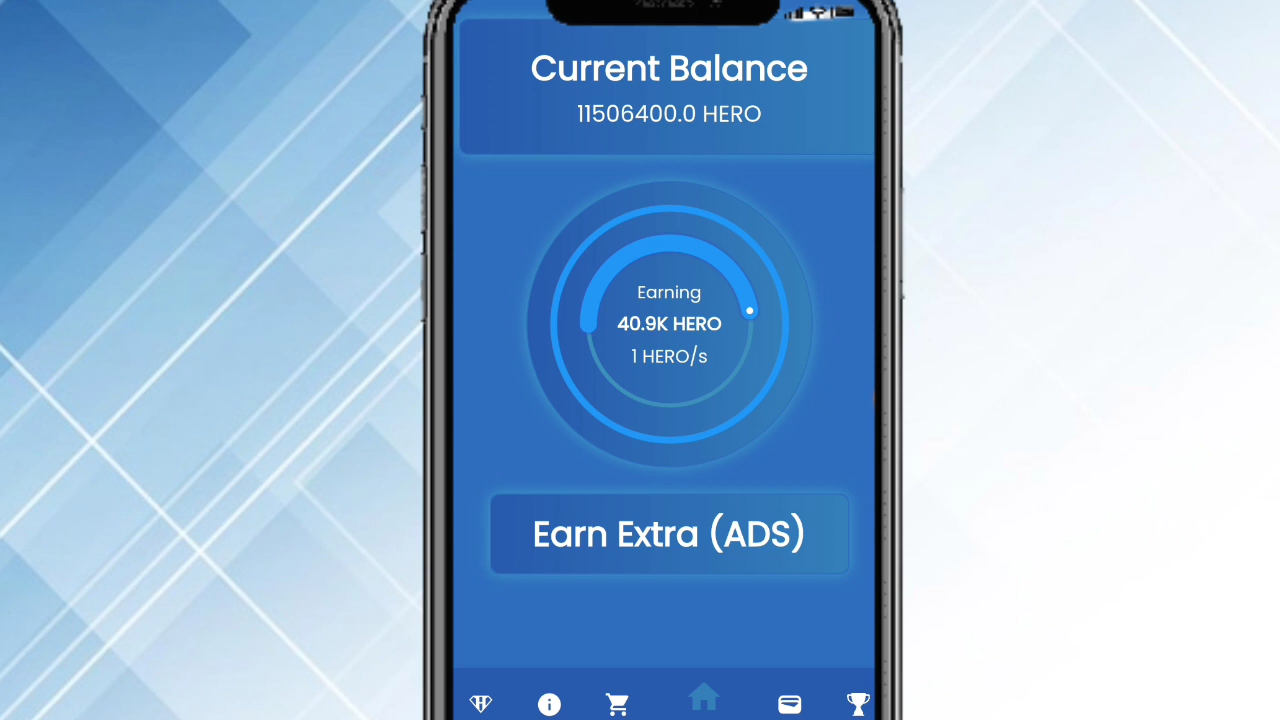 Current Balance
11506400.0 HERO
Earning
40.9K HERO
1 HERO/s
Earn Extra (ADS)
H